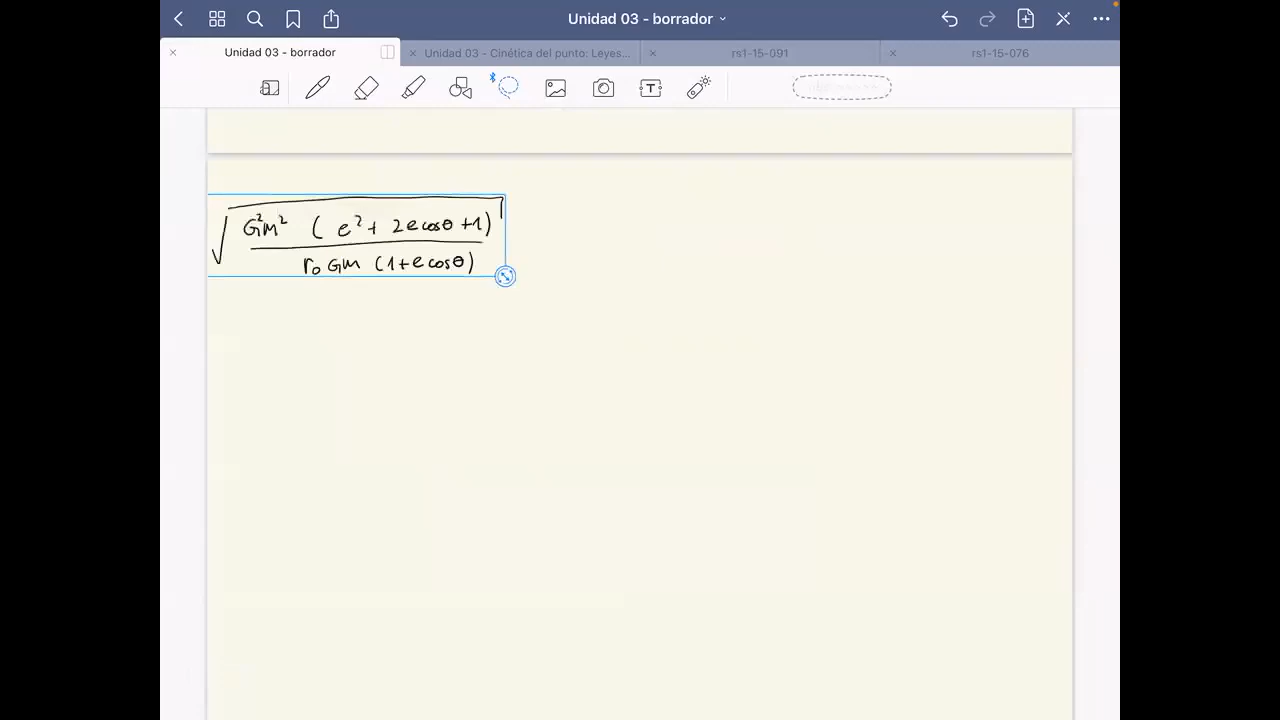 Unidad 03 - borrador
Unidad 03 - borrador
Unidad 03 - Cinética del punto: Leyes...
rs1-15-091
rs1-15-076
T
√ G²m² ( e² + 2e cosθ + 1)
r₀ Gm (1+e cosθ)